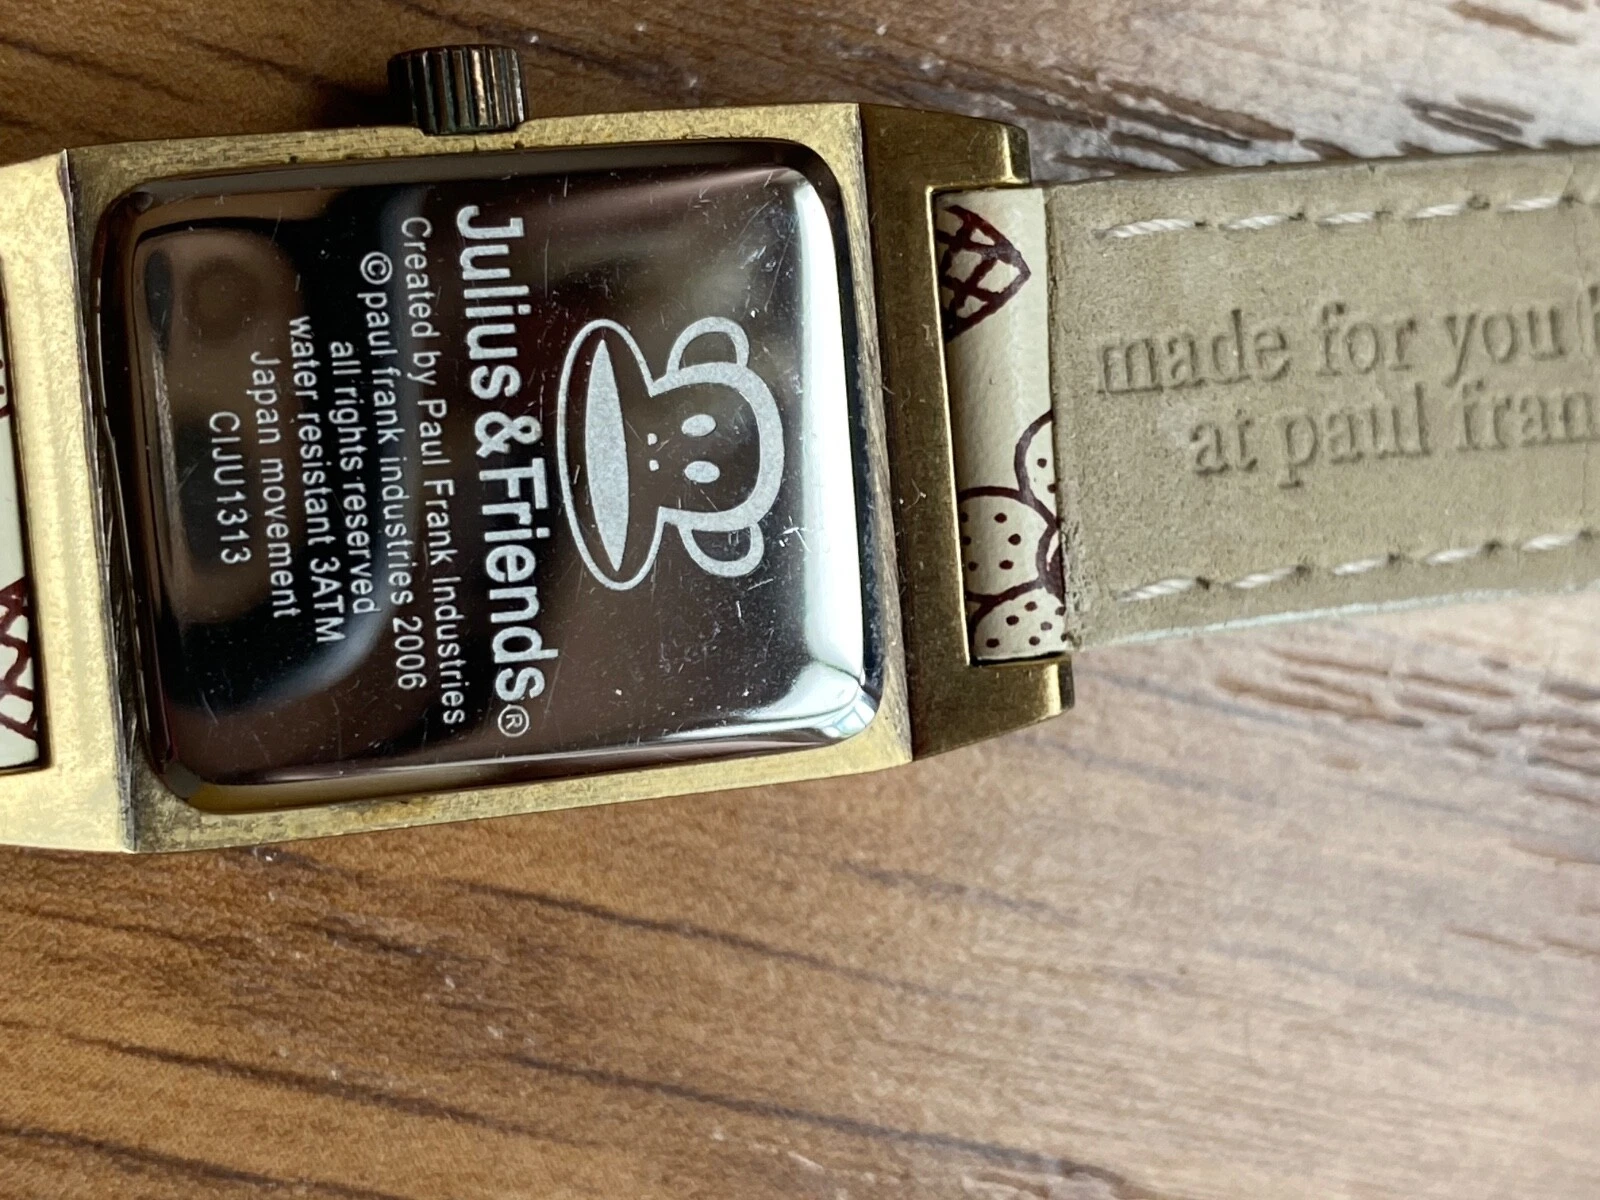 Julius & Friends®
Created by Paul Frank Industries
© paul frank industries 2006
all rights reserved
water resistant 3ATM
Japan movement
CIJU1313
made for you
at paul